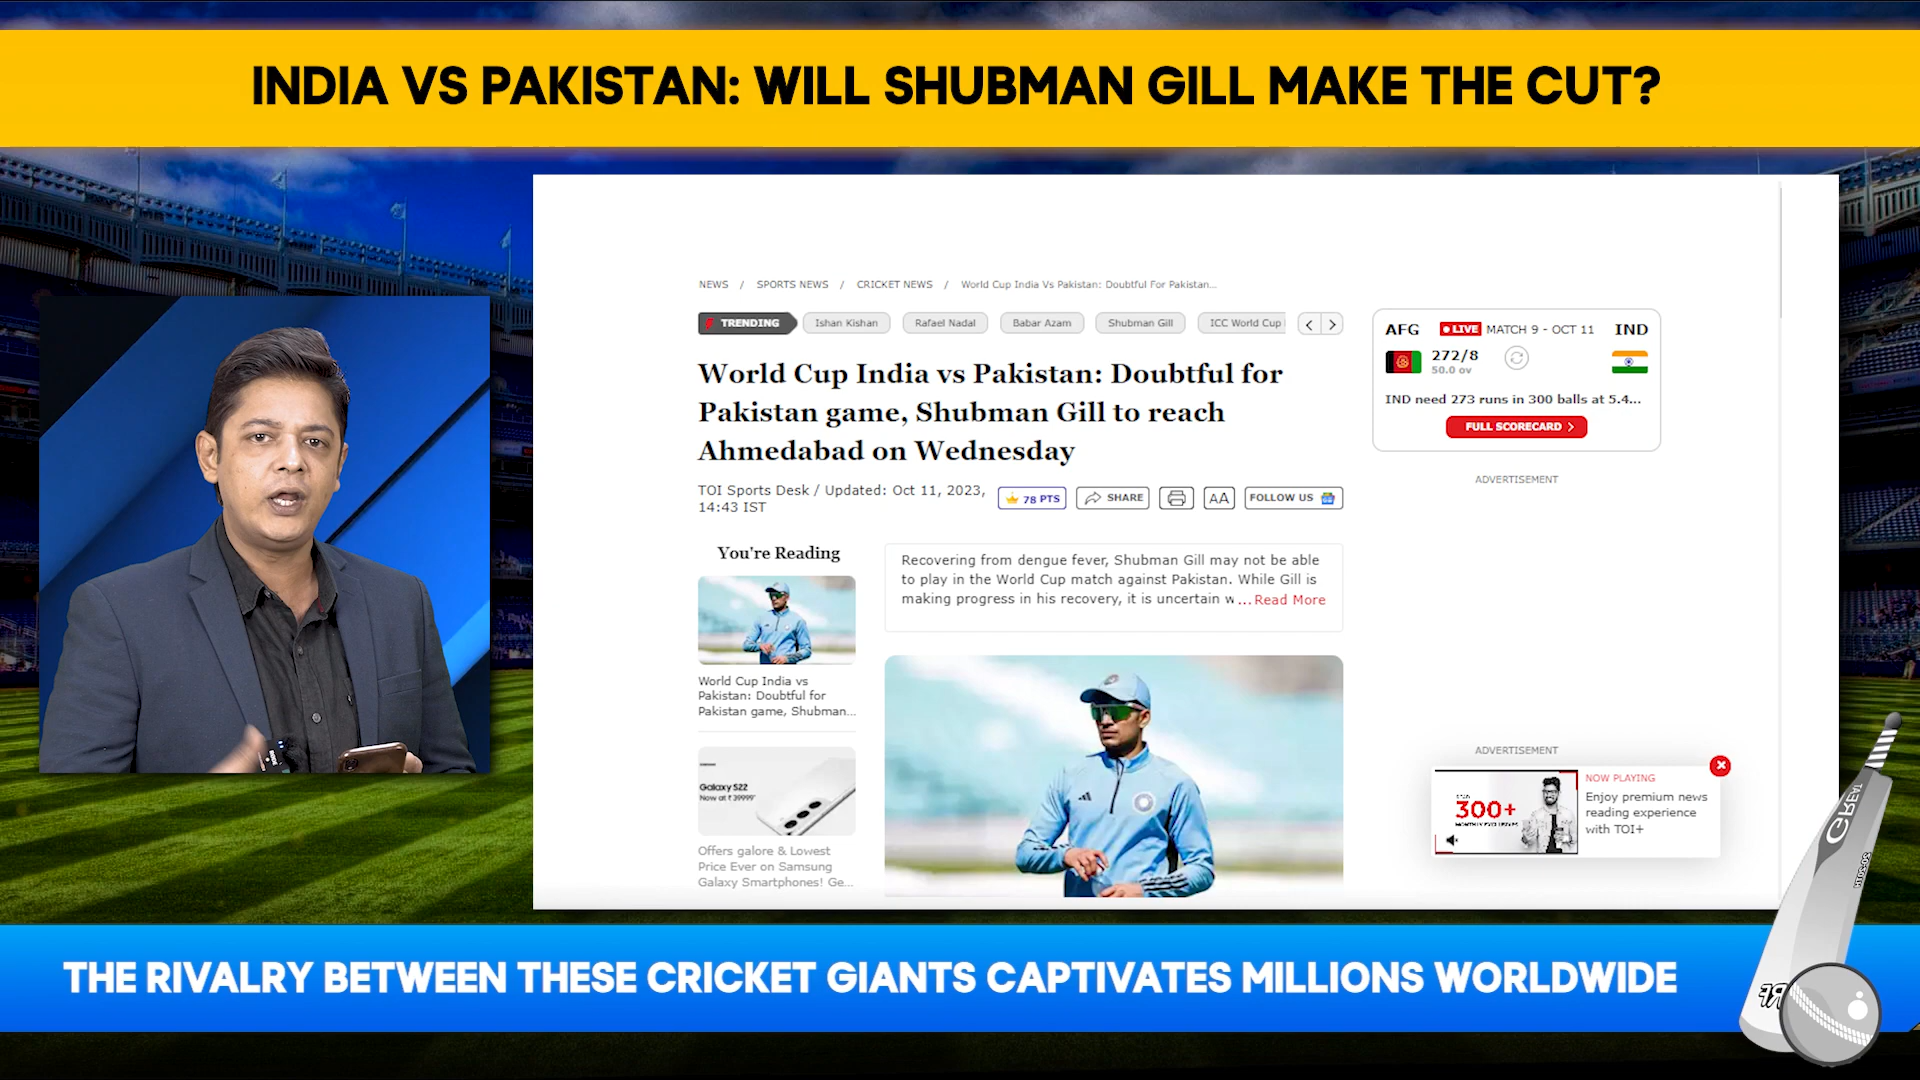 INDIA VS PAKISTAN: WILL SHUBMAN GILL MAKE THE CUT?
NEWS / SPORTS NEWS / CRICKET NEWS / World Cup India Vs Pakistan: Doubtful For Pakistan...
TRENDING
Ishan Kishan
Rafael Nadal
Babar Azam
Shubman Gill
ICC World Cup
World Cup India vs Pakistan: Doubtful for
Pakistan game, Shubman Gill to reach
Ahmedabad on Wednesday
TOI Sports Desk / Updated: Oct 11, 2023,
14:43 IST
78 PTS
SHARE
AA
FOLLOW US
You're Reading
World Cup India vs
Pakistan: Doubtful for
Pakistan game, Shubman...
Galaxy S22
Now at ₹39999*
Offers galore & Lowest
Price Ever on Samsung
Galaxy Smartphones! Ge...
Recovering from dengue fever, Shubman Gill may not be able
to play in the World Cup match against Pakistan. While Gill is
making progress in his recovery, it is uncertain w ...Read More
AFG LIVE MATCH 9 - OCT 11 IND
272/8
50.0 ov
IND need 273 runs in 300 balls at 5.4...
FULL SCORECARD
ADVERTISEMENT
ADVERTISEMENT
300+
NOW PLAYING
Enjoy premium news
reading experience
with TOI+
GREAT
THE RIVALRY BETWEEN THESE CRICKET GIANTS CAPTIVATES MILLIONS WORLDWIDE